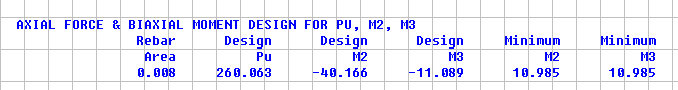 AXIAL FORCE & BIAXIAL MOMENT DESIGN FOR PU, M2, M3
Rebar Design Design Design Minimum Minimum
Area Pu M2 M3 M2 M3
0.008 260.063 -40.166 -11.089 10.985 10.985